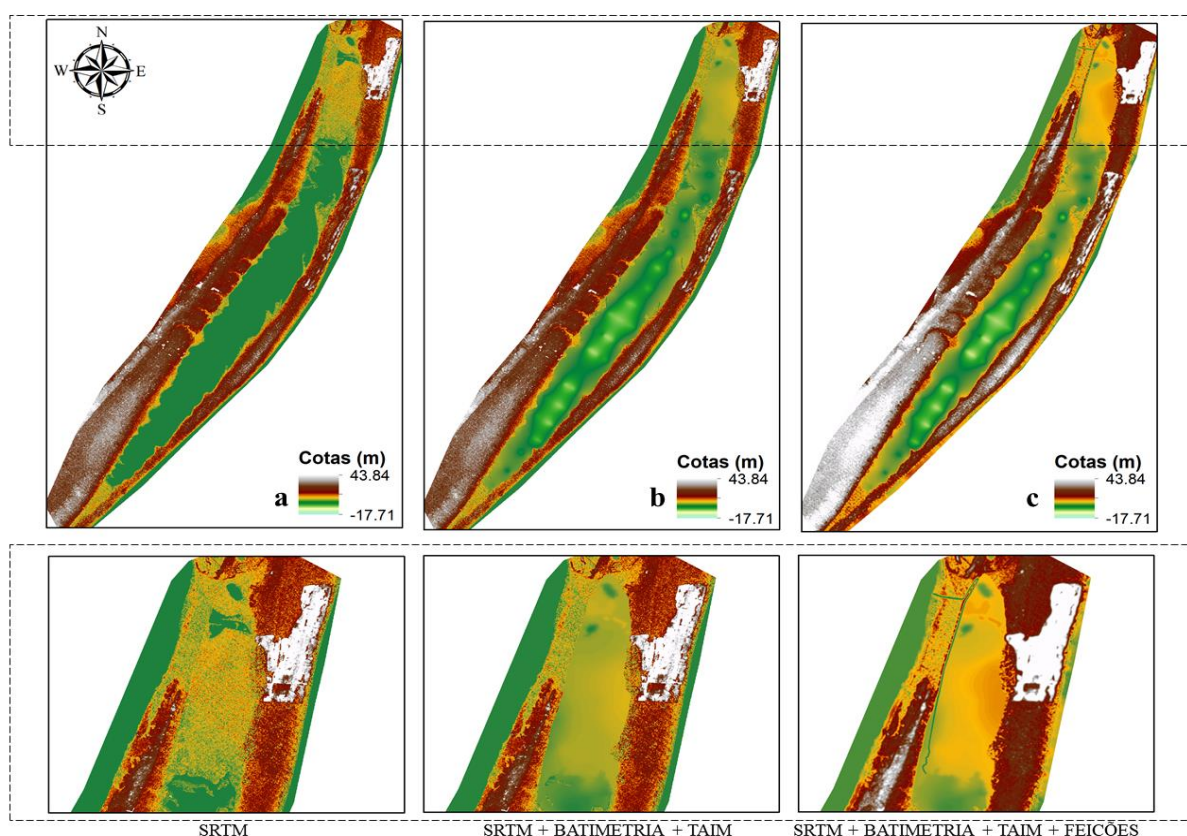 N
W E
S
Cotas (m)
43.84
-17.71
a
Cotas (m)
43.84
-17.71
b
Cotas (m)
43.84
-17.71
c
SRTM
SRTM + BATIMETRIA + TAIM
SRTM + BATIMETRIA + TAIM + FEIÇÕES